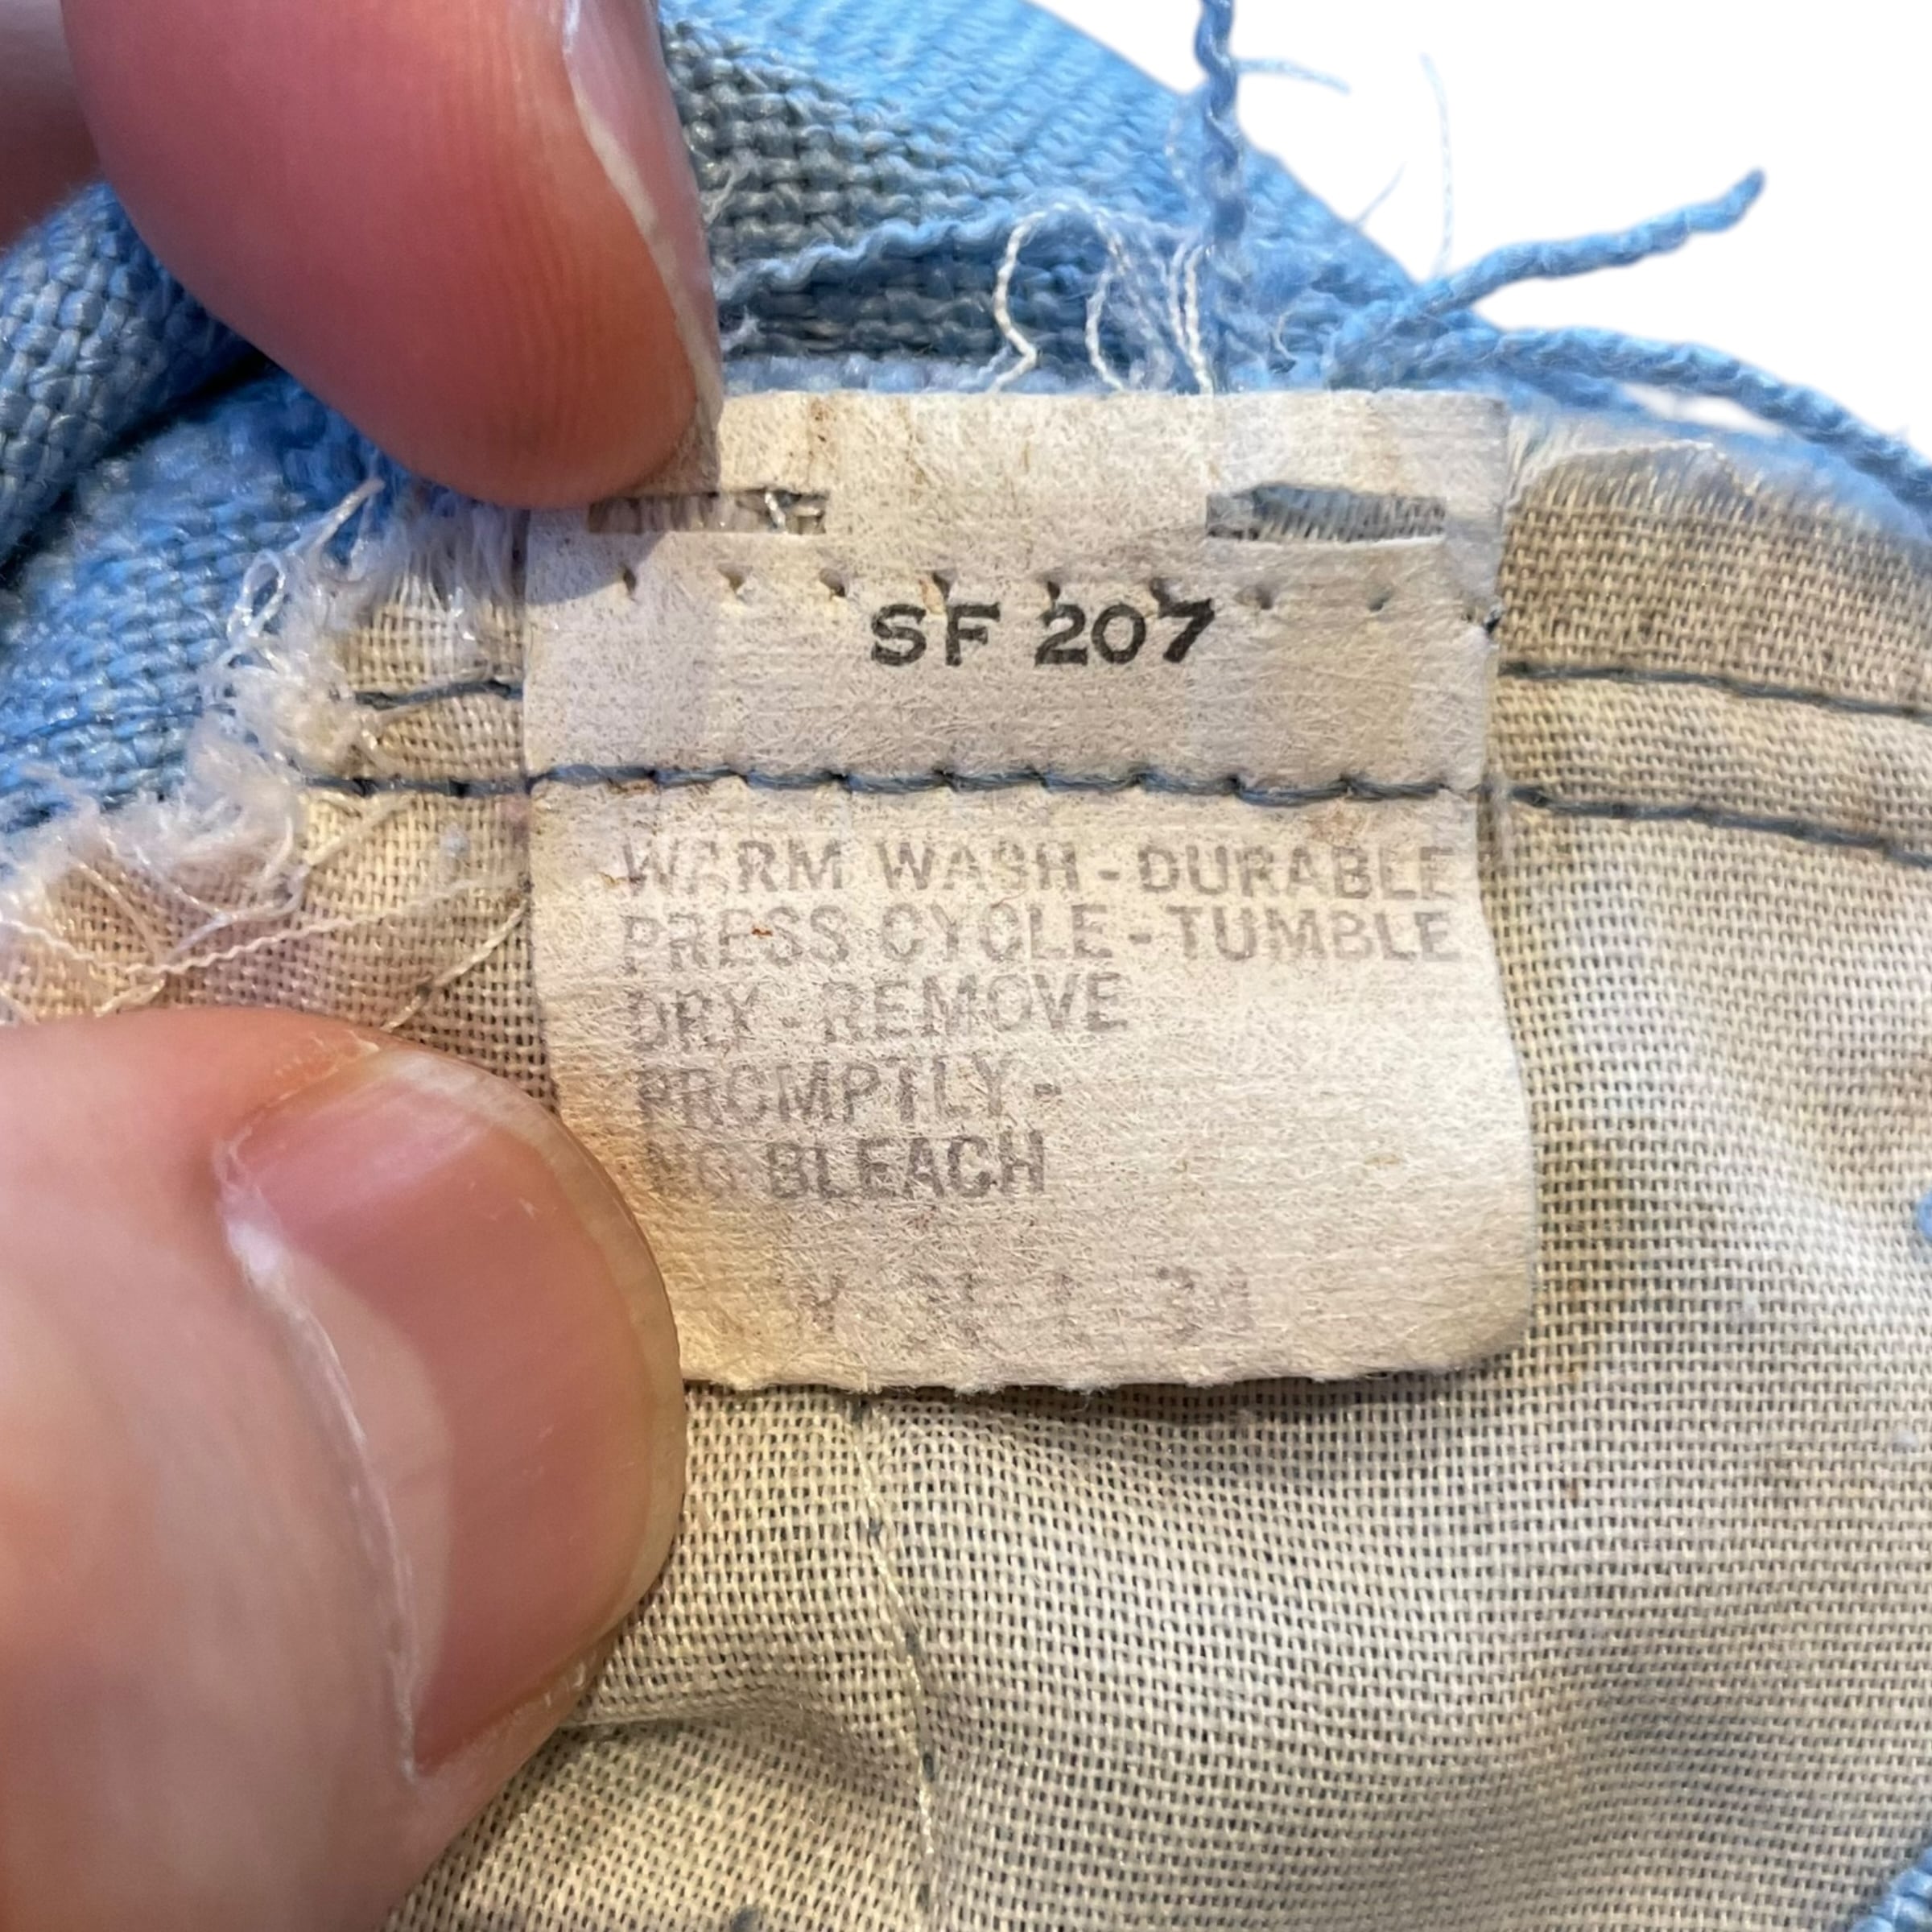 SF 207
WARM WASH - DURABLE
PRESS CYCLE - TUMBLE
DRY - REMOVE
PROMPTLY -
NO BLEACH